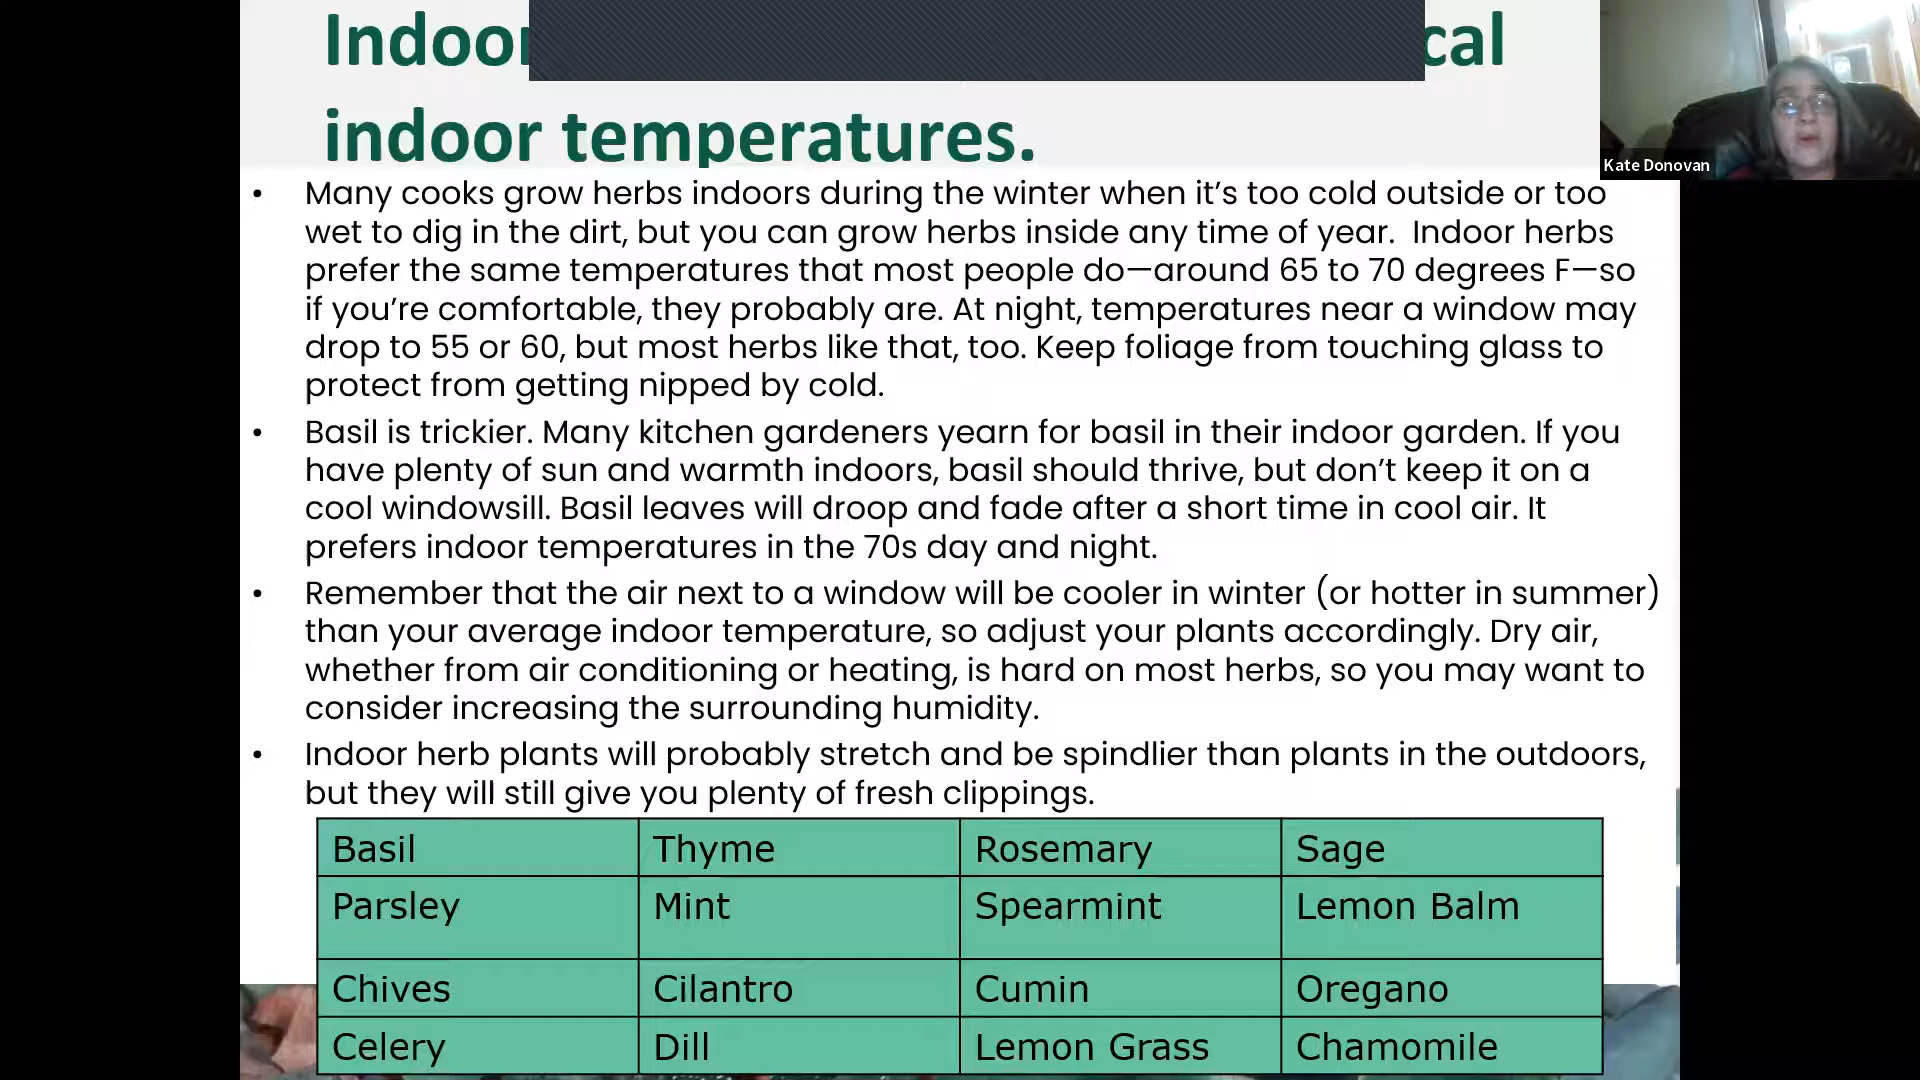 Indoor cal
indoor temperatures.
Kate Donovan
• Many cooks grow herbs indoors during the winter when it’s too cold outside or too
wet to dig in the dirt, but you can grow herbs inside any time of year.  Indoor herbs
prefer the same temperatures that most people do—around 65 to 70 degrees F—so
if you’re comfortable, they probably are. At night, temperatures near a window may
drop to 55 or 60, but most herbs like that, too. Keep foliage from touching glass to
protect from getting nipped by cold.
• Basil is trickier. Many kitchen gardeners yearn for basil in their indoor garden. If you
have plenty of sun and warmth indoors, basil should thrive, but don’t keep it on a
cool windowsill. Basil leaves will droop and fade after a short time in cool air. It
prefers indoor temperatures in the 70s day and night.
• Remember that the air next to a window will be cooler in winter (or hotter in summer)
than your average indoor temperature, so adjust your plants accordingly. Dry air,
whether from air conditioning or heating, is hard on most herbs, so you may want to
consider increasing the surrounding humidity.
• Indoor herb plants will probably stretch and be spindlier than plants in the outdoors,
but they will still give you plenty of fresh clippings.
Basil Thyme Rosemary Sage
Parsley Mint Spearmint Lemon Balm
Chives Cilantro Cumin Oregano
Celery Dill Lemon Grass Chamomile